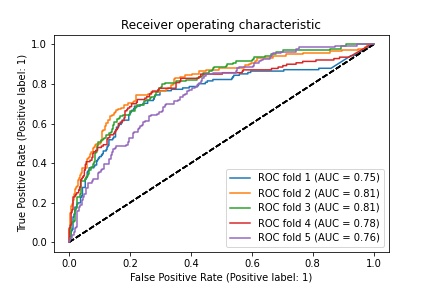 Receiver operating characteristic
True Positive Rate (Positive label: 1)
1.0
0.8
0.6
0.4
0.2
0.0
ROC fold 1 (AUC = 0.75)
ROC fold 2 (AUC = 0.81)
ROC fold 3 (AUC = 0.81)
ROC fold 4 (AUC = 0.78)
ROC fold 5 (AUC = 0.76)
0.0 0.2 0.4 0.6 0.8 1.0
False Positive Rate (Positive label: 1)